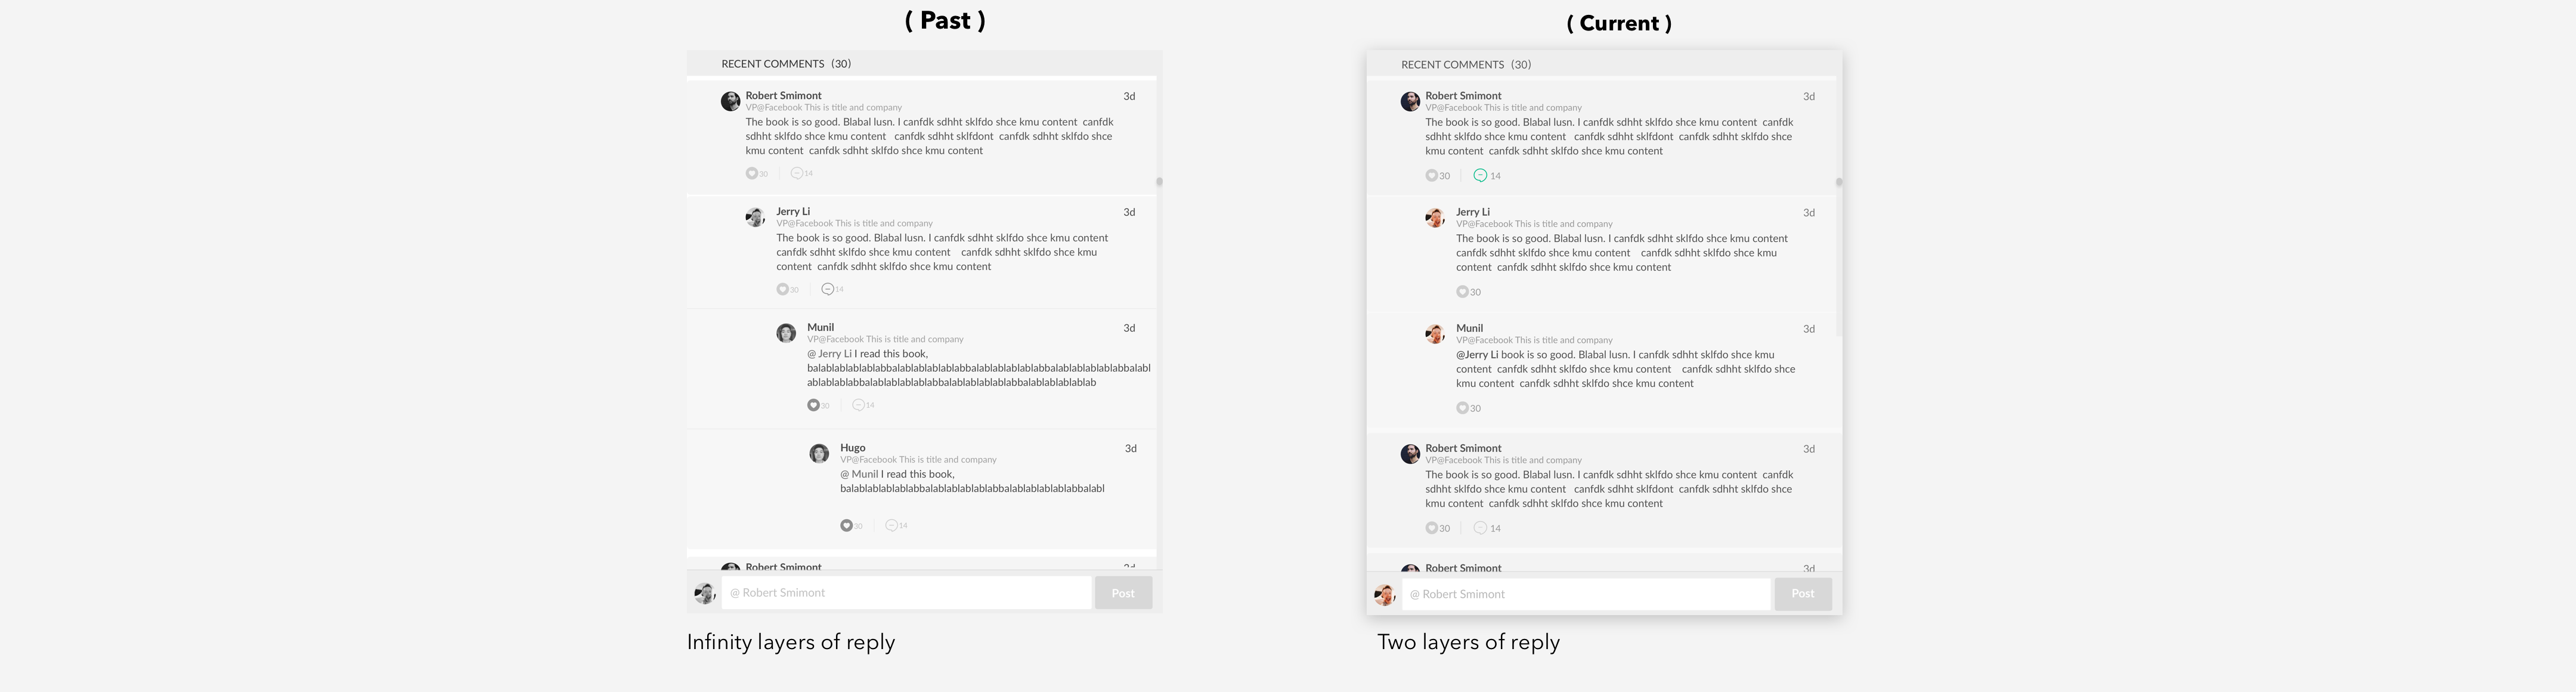 ( Past )
RECENT COMMENTS (30)
Robert Smimont
3d
VP@Facebook This is title and company
The book is so good. Blabal lusn. I canfdk sdhht sklfdo shce kmu content canfdk
sdhht sklfdo shce kmu content canfdk sdhht sklfdont canfdk sdhht sklfdo shce
kmu content canfdk sdhht sklfdo shce kmu content
30 14
Jerry Li
3d
VP@Facebook This is title and company
The book is so good. Blabal lusn. I canfdk sdhht sklfdo shce kmu content
canfdk sdhht sklfdo shce kmu content canfdk sdhht sklfdo shce kmu
content canfdk sdhht sklfdo shce kmu content
30 14
Munil
3d
VP@Facebook This is title and company
@ Jerry Li I read this book,
balablablablablabbalablablablablabbalablablablablabbalablablablablabbalabl
ablablablabbalablablablablabbalablablablablabbalablablablablab
30 14
Hugo
3d
VP@Facebook This is title and company
@ Munil I read this book,
balablablablablabbalablablablablabbalablablablablabbalabl
30 14
Robert Smimont
3d
@ Robert Smimont
Post
Infinity layers of reply
( Current )
RECENT COMMENTS (30)
Robert Smimont
3d
VP@Facebook This is title and company
The book is so good. Blabal lusn. I canfdk sdhht sklfdo shce kmu content canfdk
sdhht sklfdo shce kmu content canfdk sdhht sklfdont canfdk sdhht sklfdo shce
kmu content canfdk sdhht sklfdo shce kmu content
30 14
Jerry Li
3d
VP@Facebook This is title and company
The book is so good. Blabal lusn. I canfdk sdhht sklfdo shce kmu content
canfdk sdhht sklfdo shce kmu content canfdk sdhht sklfdo shce kmu
content canfdk sdhht sklfdo shce kmu content
30
Munil
3d
VP@Facebook This is title and company
@Jerry Li book is so good. Blabal lusn. I canfdk sdhht sklfdo shce kmu
content canfdk sdhht sklfdo shce kmu content canfdk sdhht sklfdo shce
kmu content canfdk sdhht sklfdo shce kmu content
30
Robert Smimont
3d
VP@Facebook This is title and company
The book is so good. Blabal lusn. I canfdk sdhht sklfdo shce kmu content canfdk
sdhht sklfdo shce kmu content canfdk sdhht sklfdont canfdk sdhht sklfdo shce
kmu content canfdk sdhht sklfdo shce kmu content
30 14
Robert Smimont
3d
@ Robert Smimont
Post
Two layers of reply